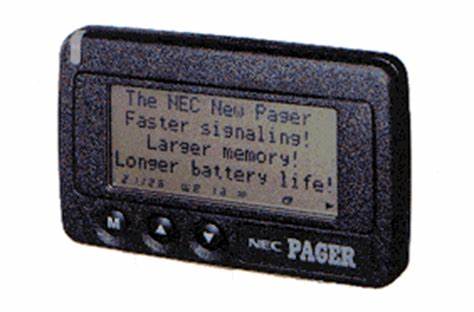 The NEC New Pager
Faster signaling!
Larger memory!
Longer battery life!
M
NEC PAGER